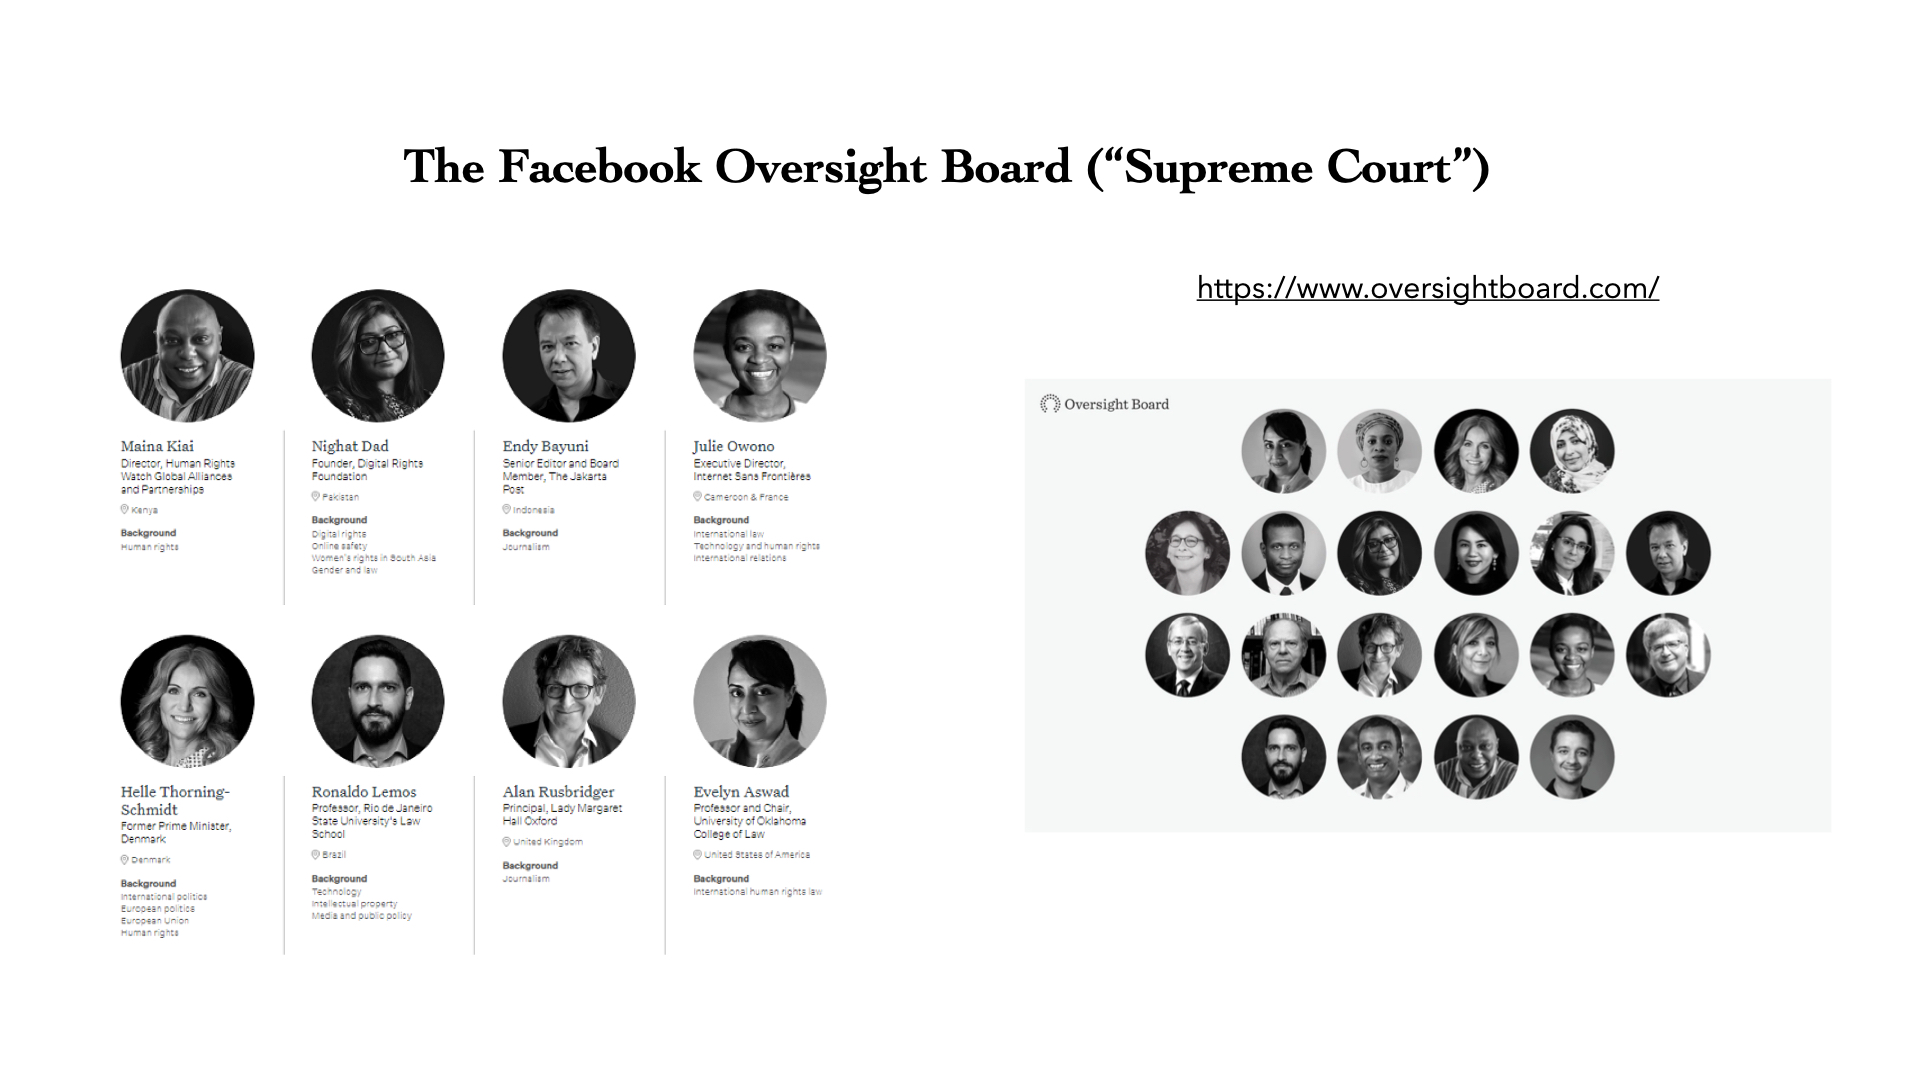 The Facebook Oversight Board (“Supreme Court”)
https://www.oversightboard.com/
Maina Kiai
Director, Human Rights
Watch Global Alliances
and Partnerships
Kenya
Background
Human rights
Nighat Dad
Founder, Digital Rights
Foundation
Pakistan
Background
Digital rights
Online safety
Women's rights in South Asia
Gender and law
Endy Bayuni
Senior Editor and Board
Member, The Jakarta
Post
Indonesia
Background
Journalism
Julie Owono
Executive Director,
Internet Sans Frontières
Cameroon & France
Background
International law
Technology and human rights
International relations
Helle Thorning-
Schmidt
Former Prime Minister,
Denmark
Denmark
Background
International politics
European politics
European Union
Human rights
Ronaldo Lemos
Professor, Rio de Janeiro
State University's Law
School
Brazil
Background
Technology
Intellectual property
Media and public policy
Alan Rusbridger
Principal, Lady Margaret
Hall Oxford
United Kingdom
Background
Journalism
Evelyn Aswad
Professor and Chair,
University of Oklahoma
College of Law
United States of America
Background
International human rights law
Oversight Board